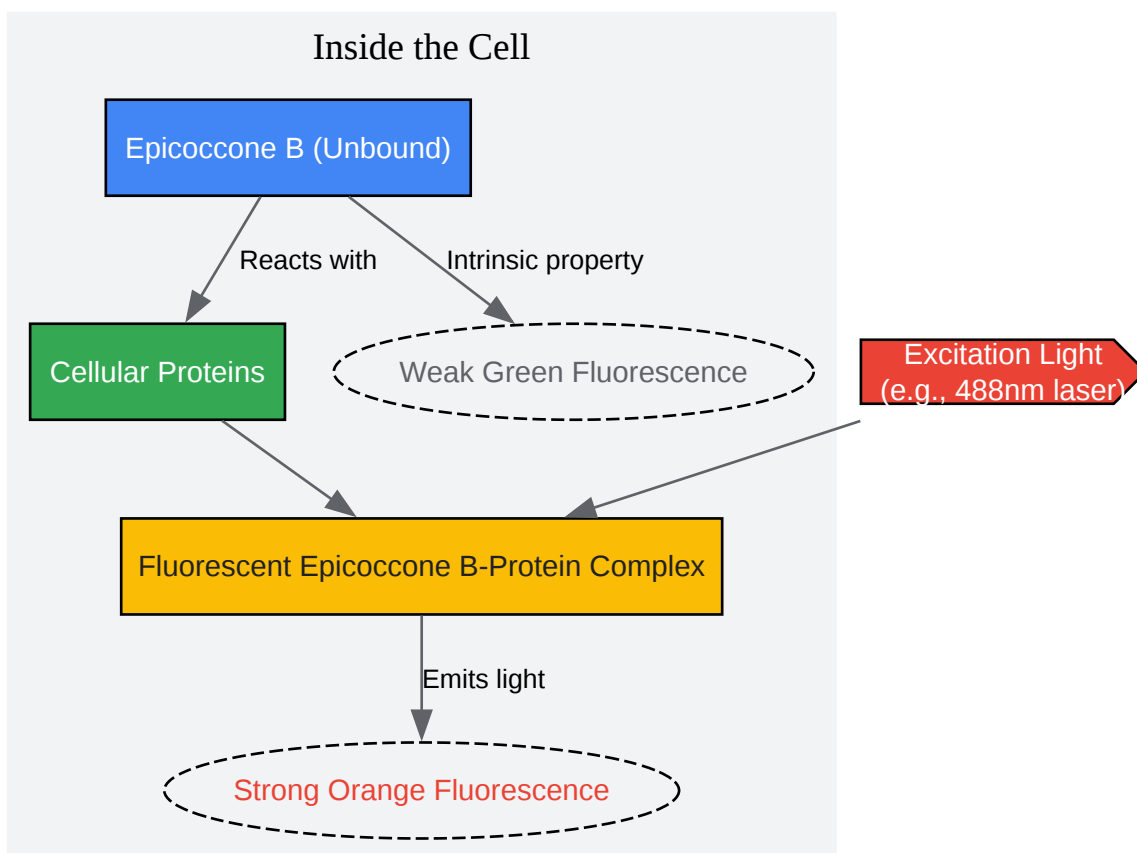 Inside the Cell
Epicoccone B (Unbound)
Reacts with
Intrinsic property
Cellular Proteins
Weak Green Fluorescence
Excitation Light
(e.g., 488nm laser)
Fluorescent Epicoccone B-Protein Complex
Emits light
Strong Orange Fluorescence